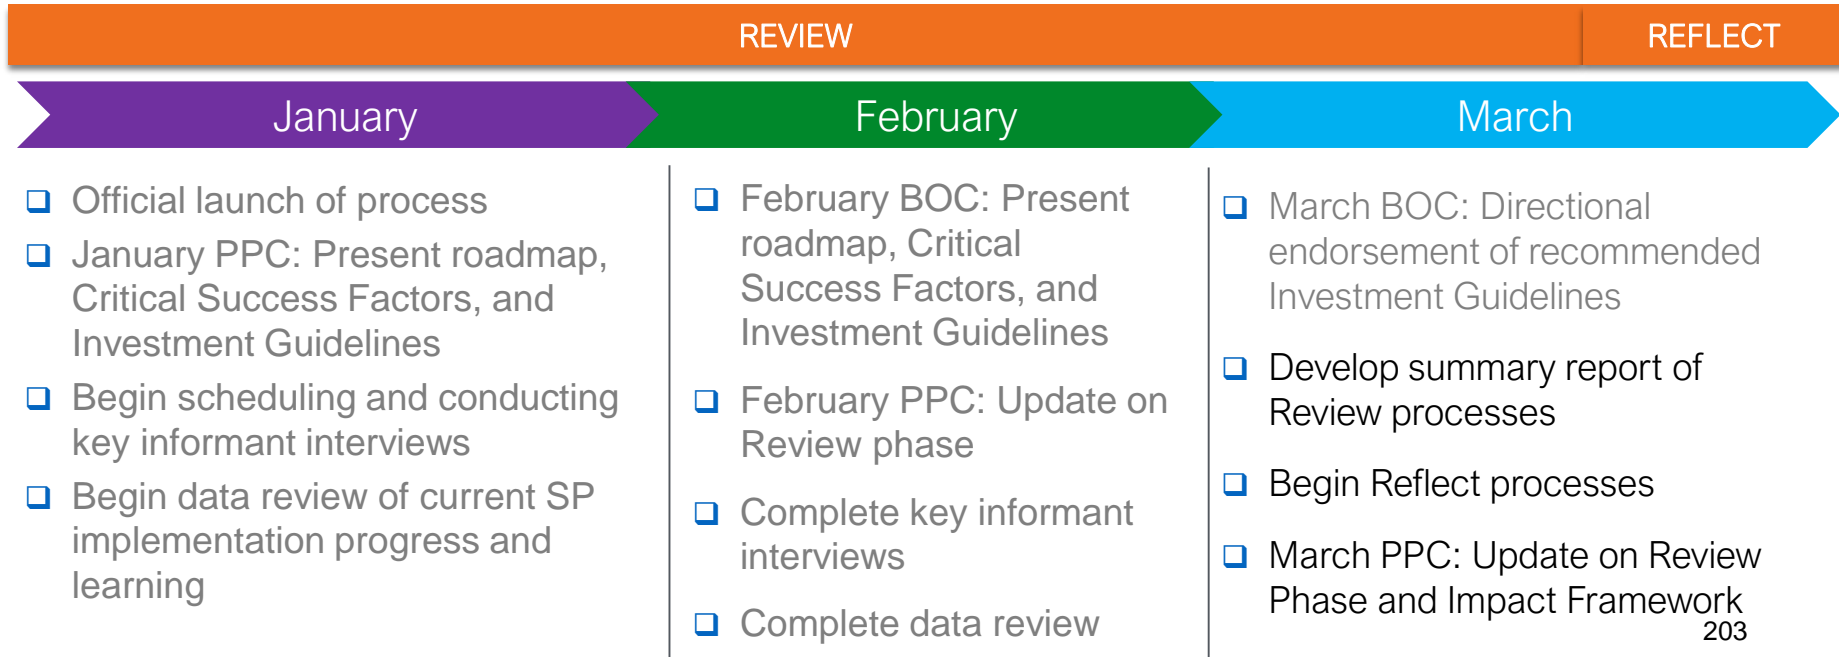 REVIEW
REFLECT
January
February
March
Official launch of process
January PPC: Present roadmap,
Critical Success Factors, and
Investment Guidelines
Begin scheduling and conducting
key informant interviews
Begin data review of current SP
implementation progress and
learning
February BOC: Present
roadmap, Critical
Success Factors, and
Investment Guidelines
February PPC: Update on
Review phase
Complete key informant
interviews
Complete data review
March BOC: Directional
endorsement of recommended
Investment Guidelines
Develop summary report of
Review processes
Begin Reflect processes
March PPC: Update on Review
Phase and Impact Framework
203